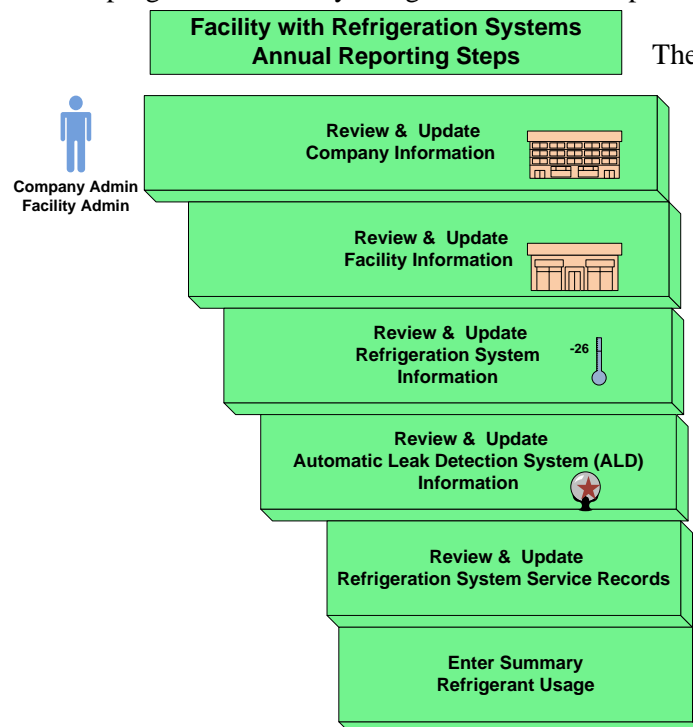 Facility with Refrigeration Systems
Annual Reporting Steps
The
Review & Update
Company Information
Company Admin
Facility Admin
Review & Update
Facility Information
Review & Update
Refrigeration System
Information
-26
Review & Update
Automatic Leak Detection System (ALD)
Information
Review & Update
Refrigeration System Service Records
Enter Summary
Refrigerant Usage